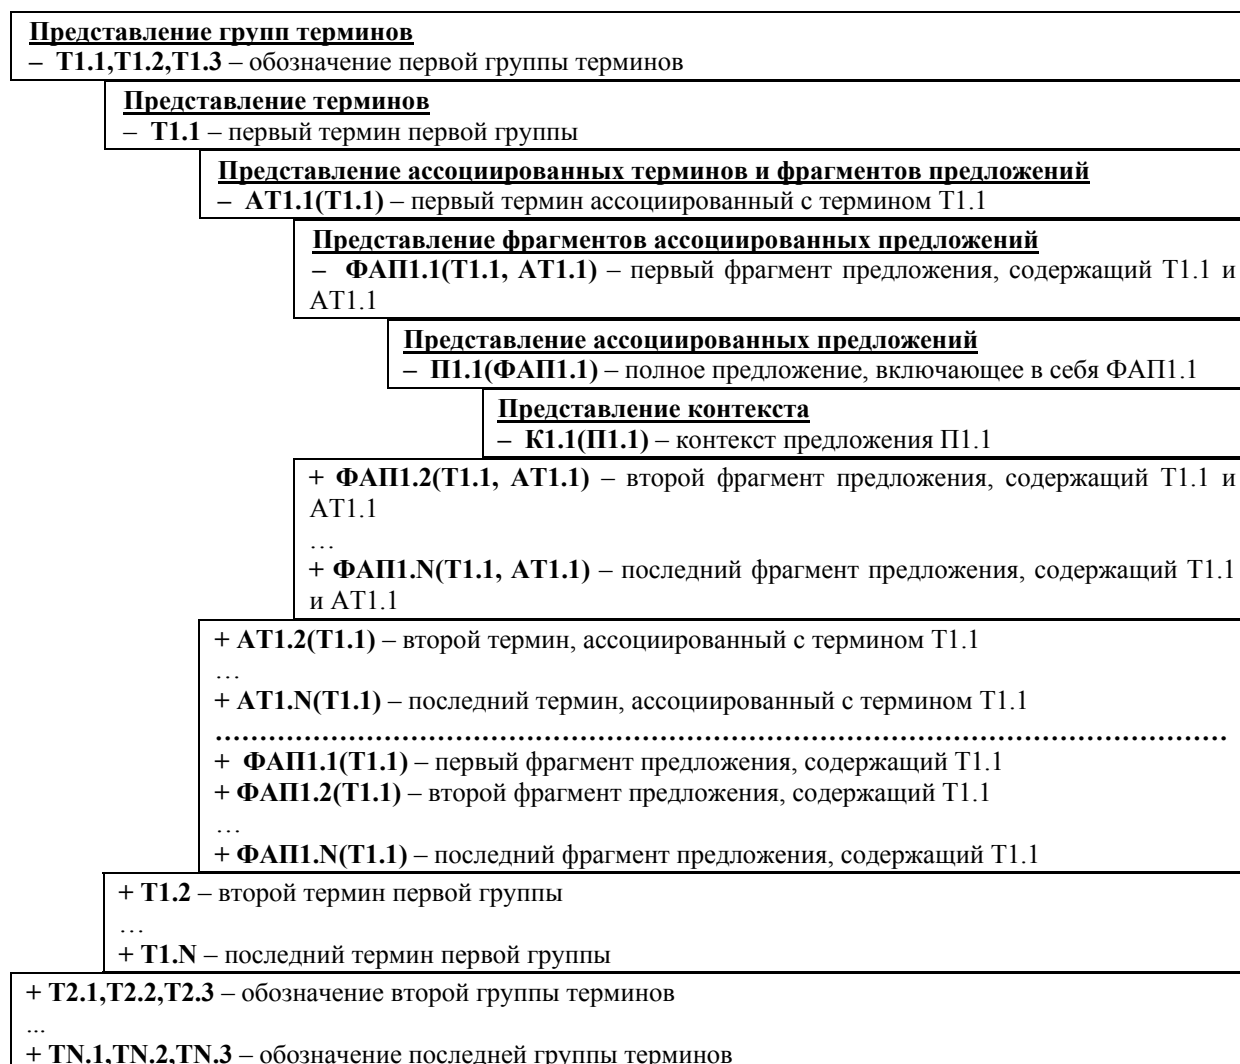 Представление групп терминов
– Т1.1,Т1.2,Т1.3 – обозначение первой группы терминов
Представление терминов
– Т1.1 – первый термин первой группы
Представление ассоциированных терминов и фрагментов предложений
– АТ1.1(Т1.1) – первый термин ассоциированный с термином Т1.1
Представление фрагментов ассоциированных предложений
– ФАП1.1(Т1.1, АТ1.1) – первый фрагмент предложения, содержащий Т1.1 и
АТ1.1
Представление ассоциированных предложений
– П1.1(ФАП1.1) – полное предложение, включающее в себя ФАП1.1
Представление контекста
– К1.1(П1.1) – контекст предложения П1.1
+ ФАП1.2(Т1.1, АТ1.1) – второй фрагмент предложения, содержащий Т1.1 и
АТ1.1
…
+ ФАП1.N(Т1.1, АТ1.1) – последний фрагмент предложения, содержащий Т1.1
и АТ1.1
+ АТ1.2(Т1.1) – второй термин, ассоциированный с термином Т1.1
…
+ АТ1.N(Т1.1) – последний термин, ассоциированный с термином Т1.1
………………………………………………………………………………………………………………
+ ФАП1.1(Т1.1) – первый фрагмент предложения, содержащий Т1.1
+ ФАП1.2(Т1.1) – второй фрагмент предложения, содержащий Т1.1
…
+ ФАП1.N(Т1.1) – последний фрагмент предложения, содержащий Т1.1
+ Т1.2 – второй термин первой группы
…
+ Т1.N – последний термин первой группы
+ Т2.1,Т2.2,Т2.3 – обозначение второй группы терминов
...
+ TN.1,TN.2,TN.3 – обозначение последней группы терминов